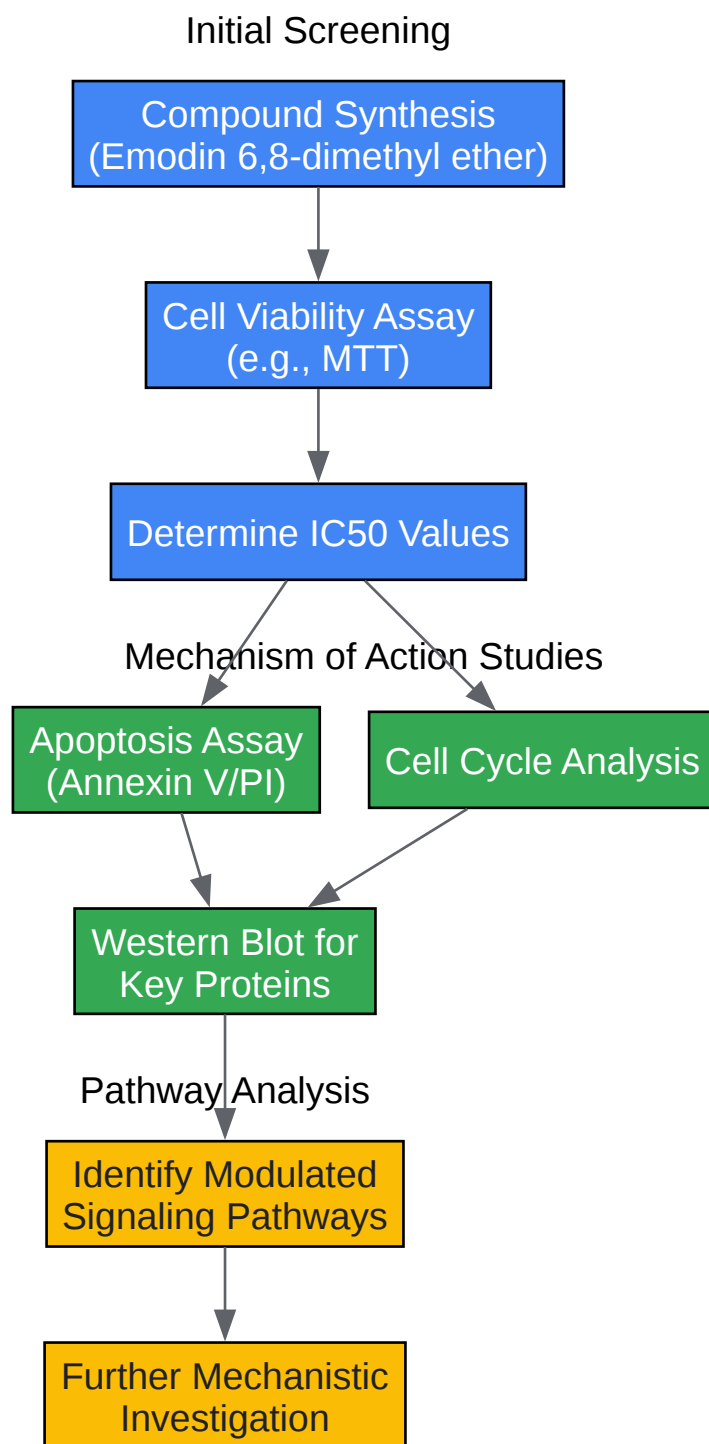 Initial Screening
Compound Synthesis
(Emodin 6,8-dimethyl ether)
Cell Viability Assay
(e.g., MTT)
Determine IC50 Values
Mechanism of Action Studies
Apoptosis Assay
(Annexin V/PI)
Cell Cycle Analysis
Western Blot for
Key Proteins
Pathway Analysis
Identify Modulated
Signaling Pathways
Further Mechanistic
Investigation